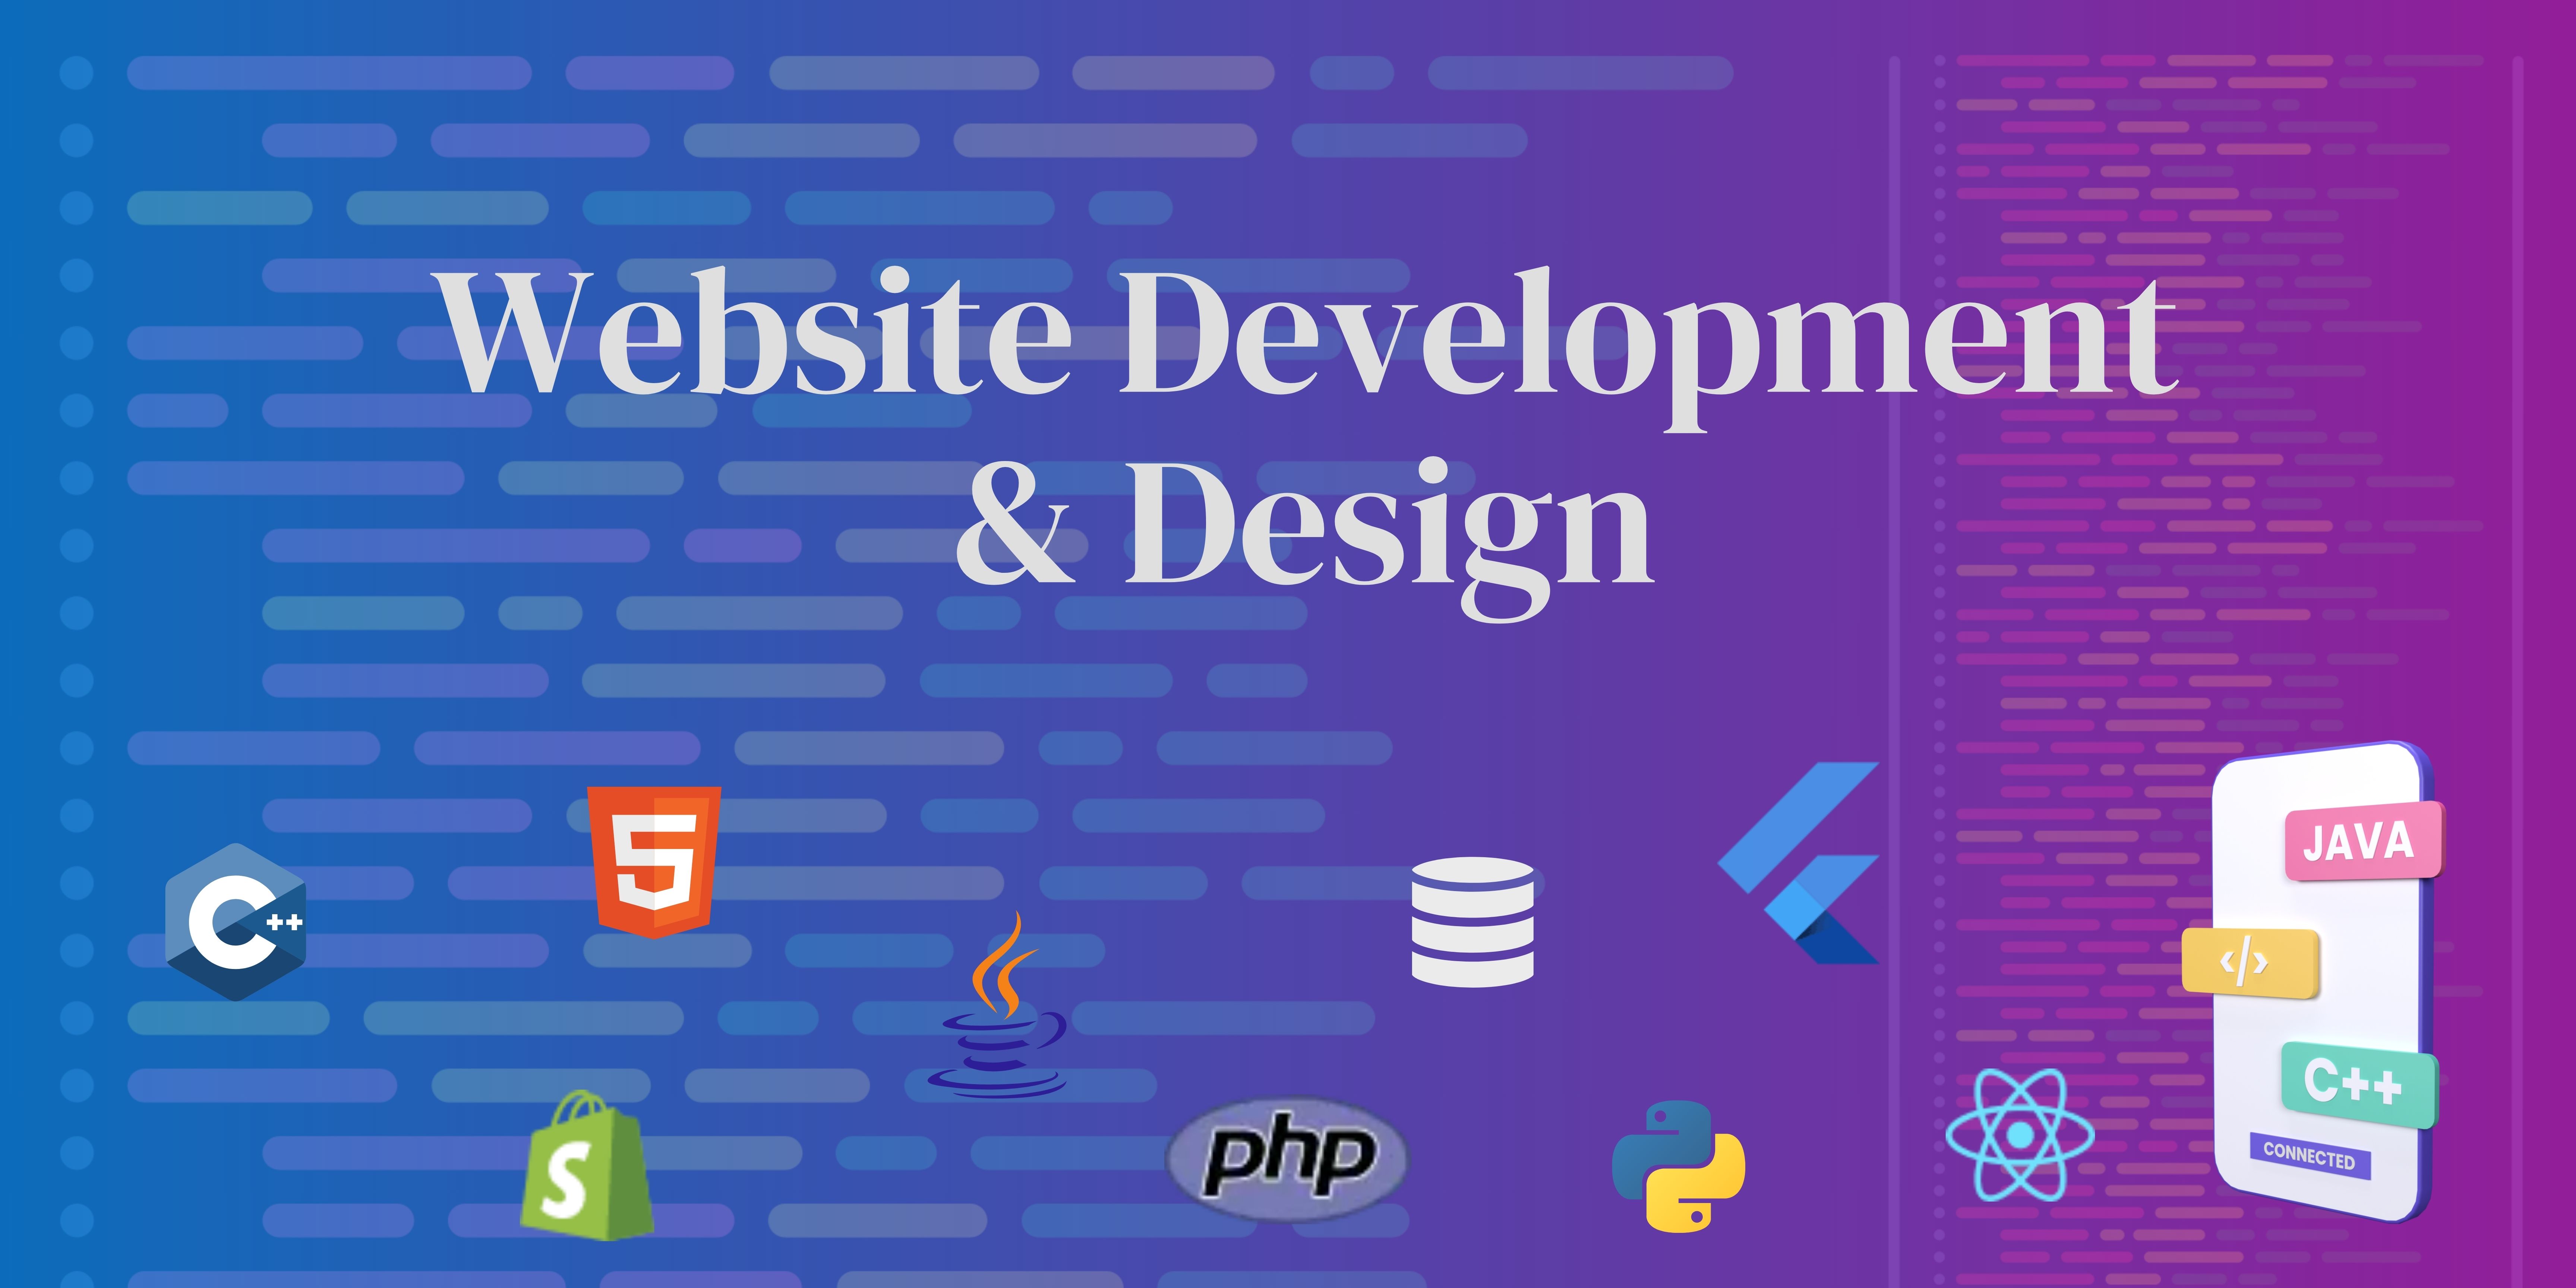 Website Development
& Design
JAVA
5
C++
</>
php
S
C++
CONNECTED